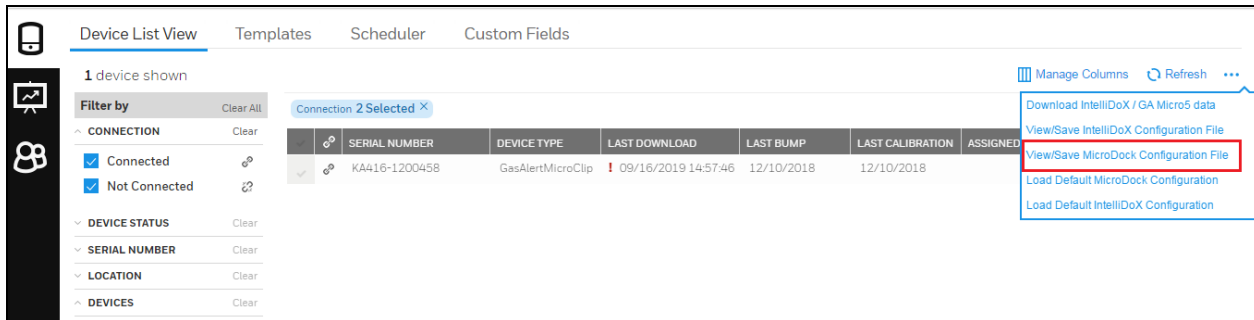 Device List View Templates Scheduler Custom Fields
1 device shown
Manage Columns Refresh ...
Filter by Clear All
Connection 2 Selected ×
CONNECTION Clear
Connected
Not Connected
DEVICE STATUS Clear
SERIAL NUMBER Clear
LOCATION Clear
DEVICES Clear
SERIAL NUMBER DEVICE TYPE LAST DOWNLOAD LAST BUMP LAST CALIBRATION ASSIGNED
KA416-1200458 GasAlertMicroClip ! 09/16/2019 14:57:46 12/10/2018 12/10/2018
Download IntelliDoX / GA Micro5 data
View/Save IntelliDoX Configuration File
View/Save MicroDock Configuration File
Load Default MicroDock Configuration
Load Default IntelliDoX Configuration